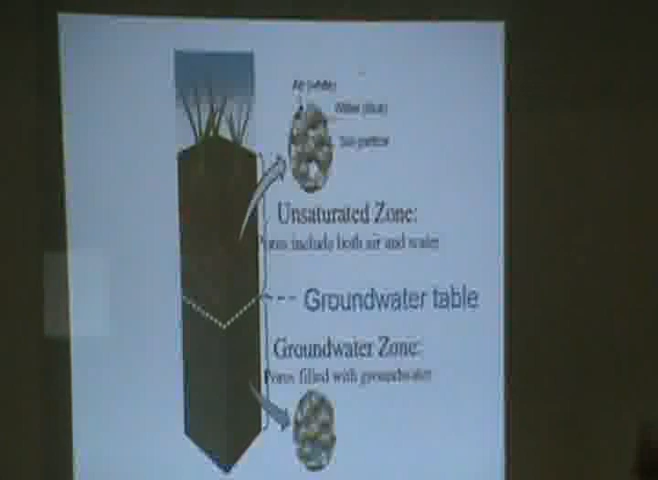 Air (white)
Water (blue)
Soil particle
Unsaturated Zone:
Pores include both air and water
Groundwater table
Groundwater Zone:
Pores filled with groundwater